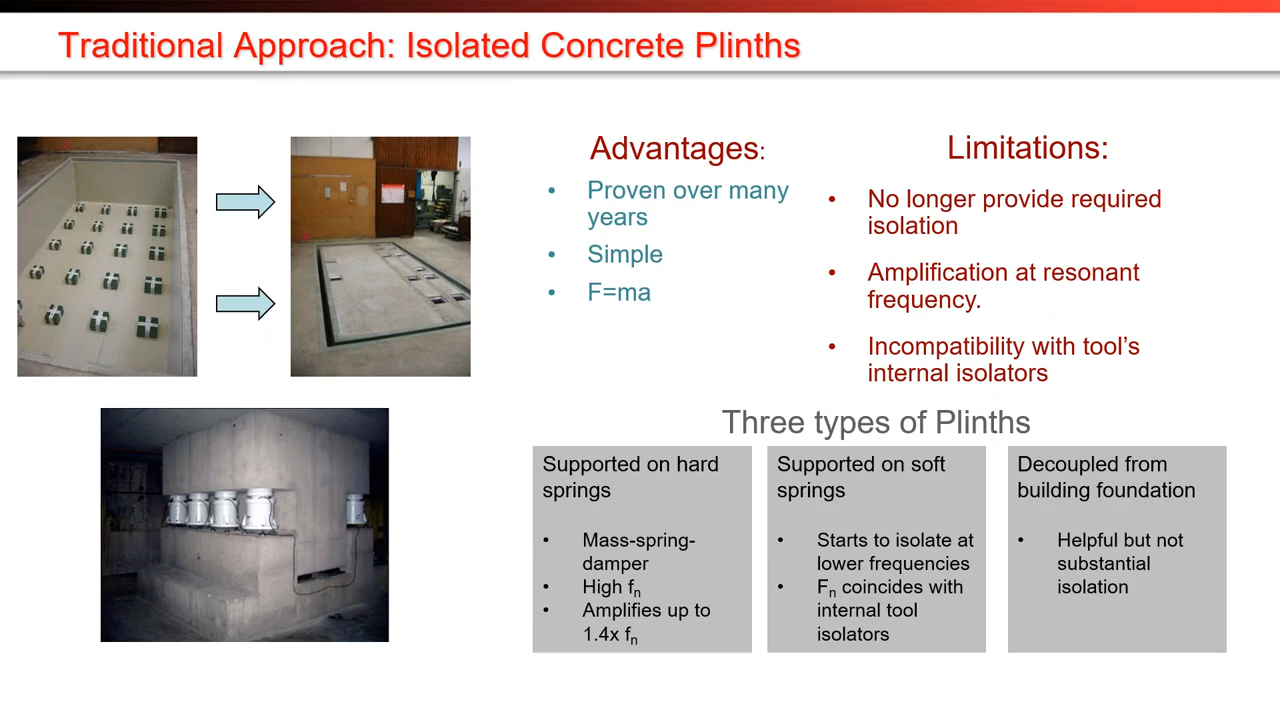 Traditional Approach: Isolated Concrete Plinths
Advantages:
• Proven over many
years
• Simple
• F=ma
Limitations:
• No longer provide required
isolation
• Amplification at resonant
frequency.
• Incompatibility with tool’s
internal isolators
Three types of Plinths
Supported on hard
springs
• Mass-spring-
damper
• High fn
• Amplifies up to
1.4x fn
Supported on soft
springs
• Starts to isolate at
lower frequencies
• Fn coincides with
internal tool
isolators
Decoupled from
building foundation
• Helpful but not
substantial
isolation